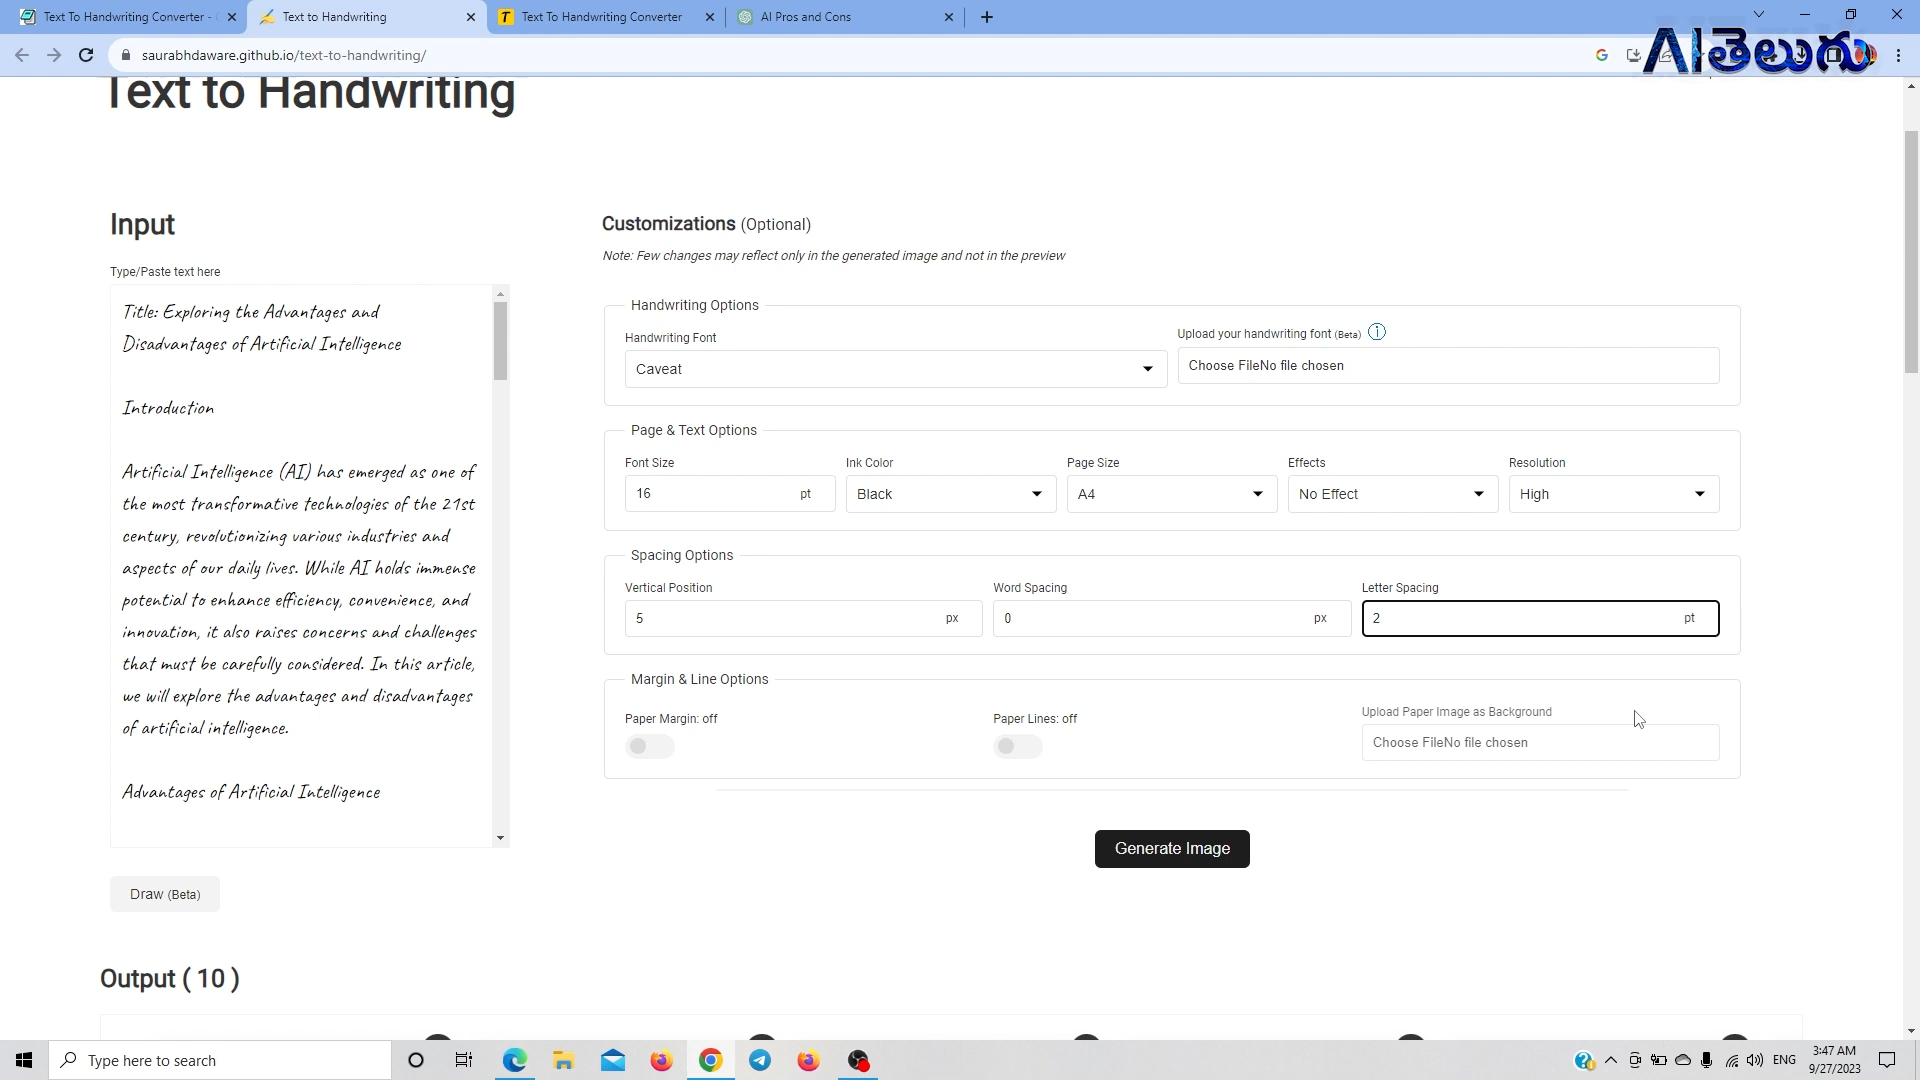 Text To Handwriting Converter -
Text to Handwriting
Text To Handwriting Converter
AI Pros and Cons
saurabhdaware.github.io/text-to-handwriting/
AIతెలుగు
Text to Handwriting
Input
Type/Paste text here
Title: Exploring the Advantages and
Disadvantages of Artificial Intelligence
Introduction
Artificial Intelligence (AI) has emerged as one of
the most transformative technologies of the 21st
century, revolutionizing various industries and
aspects of our daily lives. While AI holds immense
potential to enhance efficiency, convenience, and
innovation, it also raises concerns and challenges
that must be carefully considered. In this article,
we will explore the advantages and disadvantages
of artificial intelligence.
Advantages of Artificial Intelligence
Draw (Beta)
Customizations (Optional)
Note: Few changes may reflect only in the generated image and not in the preview
Handwriting Options
Handwriting Font
Caveat
Upload your handwriting font (Beta)
Choose FileNo file chosen
Page & Text Options
Font Size
16 pt
Ink Color
Black
Page Size
A4
Effects
No Effect
Resolution
High
Spacing Options
Vertical Position
5 px
Word Spacing
0 px
Letter Spacing
2 pt
Margin & Line Options
Paper Margin: off
Paper Lines: off
Upload Paper Image as Background
Choose FileNo file chosen
Generate Image
Output ( 10 )
Type here to search
ENG
3:47 AM
9/27/2023